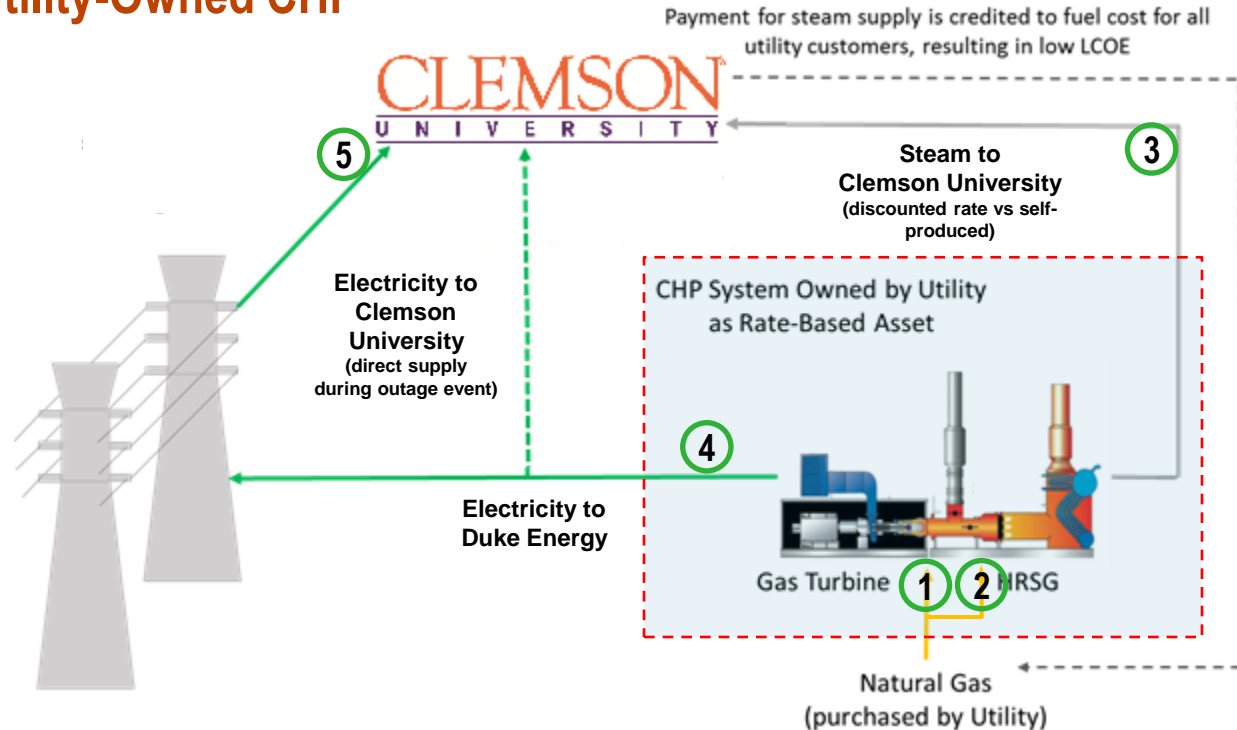 tility-Owned CHP
Payment for steam supply is credited to fuel cost for all
utility customers, resulting in low LCOE
CLEMSON
UNIVERSITY
5
3
Steam to
Clemson University
(discounted rate vs self-
produced)
Electricity to
Clemson
University
(direct supply
during outage event)
CHP System Owned by Utility
as Rate-Based Asset
4
Electricity to
Duke Energy
Gas Turbine
1
2
HRSG
Natural Gas
(purchased by Utility)